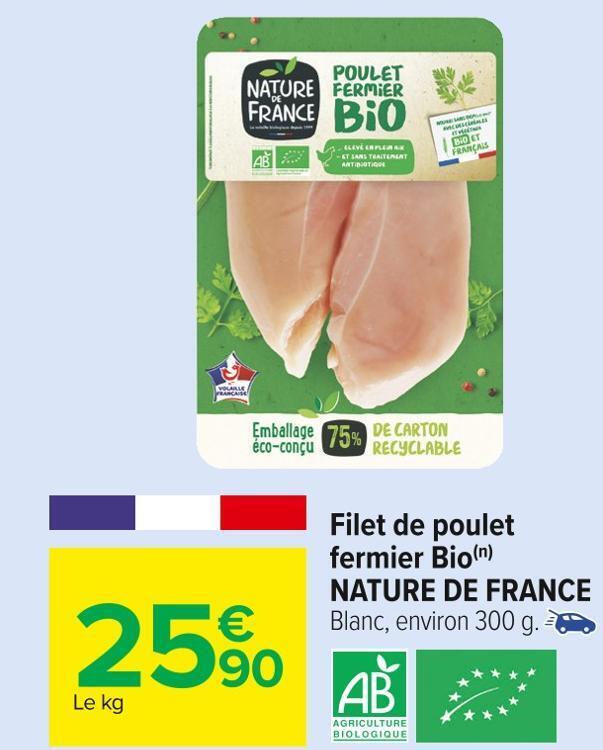 NATURE
DE
FRANCE
POULET
FERMIER
BiO
AB
ELEVÉ EN PLEIN AIR
ET SANS TRAITEMENT
ANTIBIOTIQUE
BIO ET
FRANÇAIS
VOLAILLE
FRANÇAISE
Emballage
éco-conçu
75%
DE CARTON
RECYCLABLE
Filet de poulet
fermier Bio(n)
NATURE DE FRANCE
Blanc, environ 300 g.
25€90
Le kg
AB
AGRICULTURE
BIOLOGIQUE